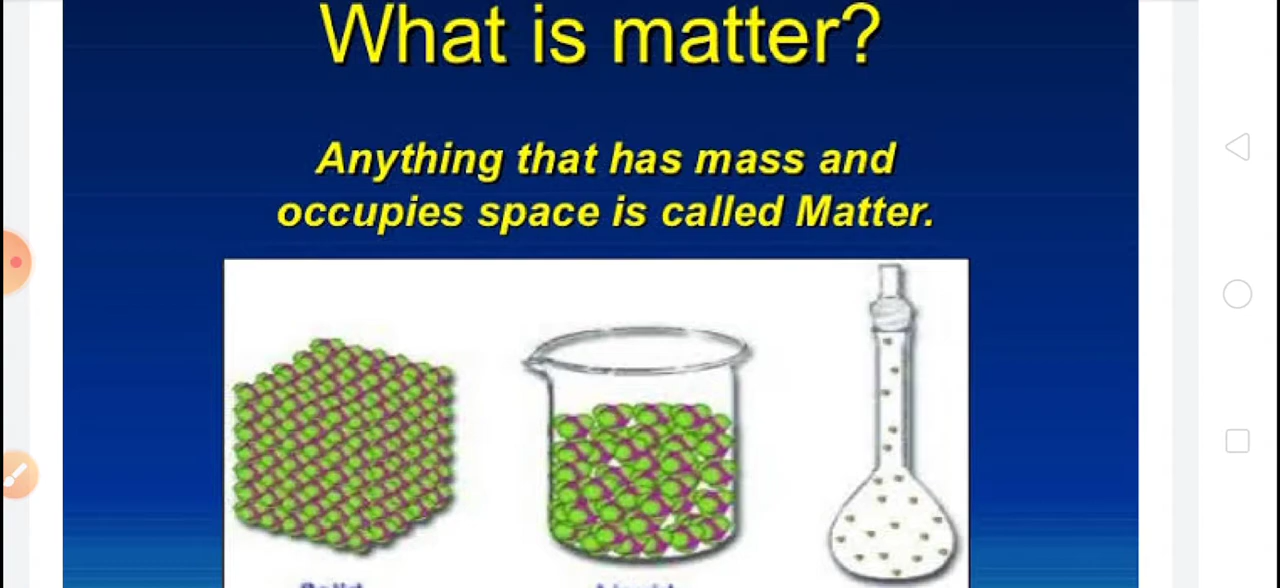 What is matter?
Anything that has mass and
occupies space is called Matter.